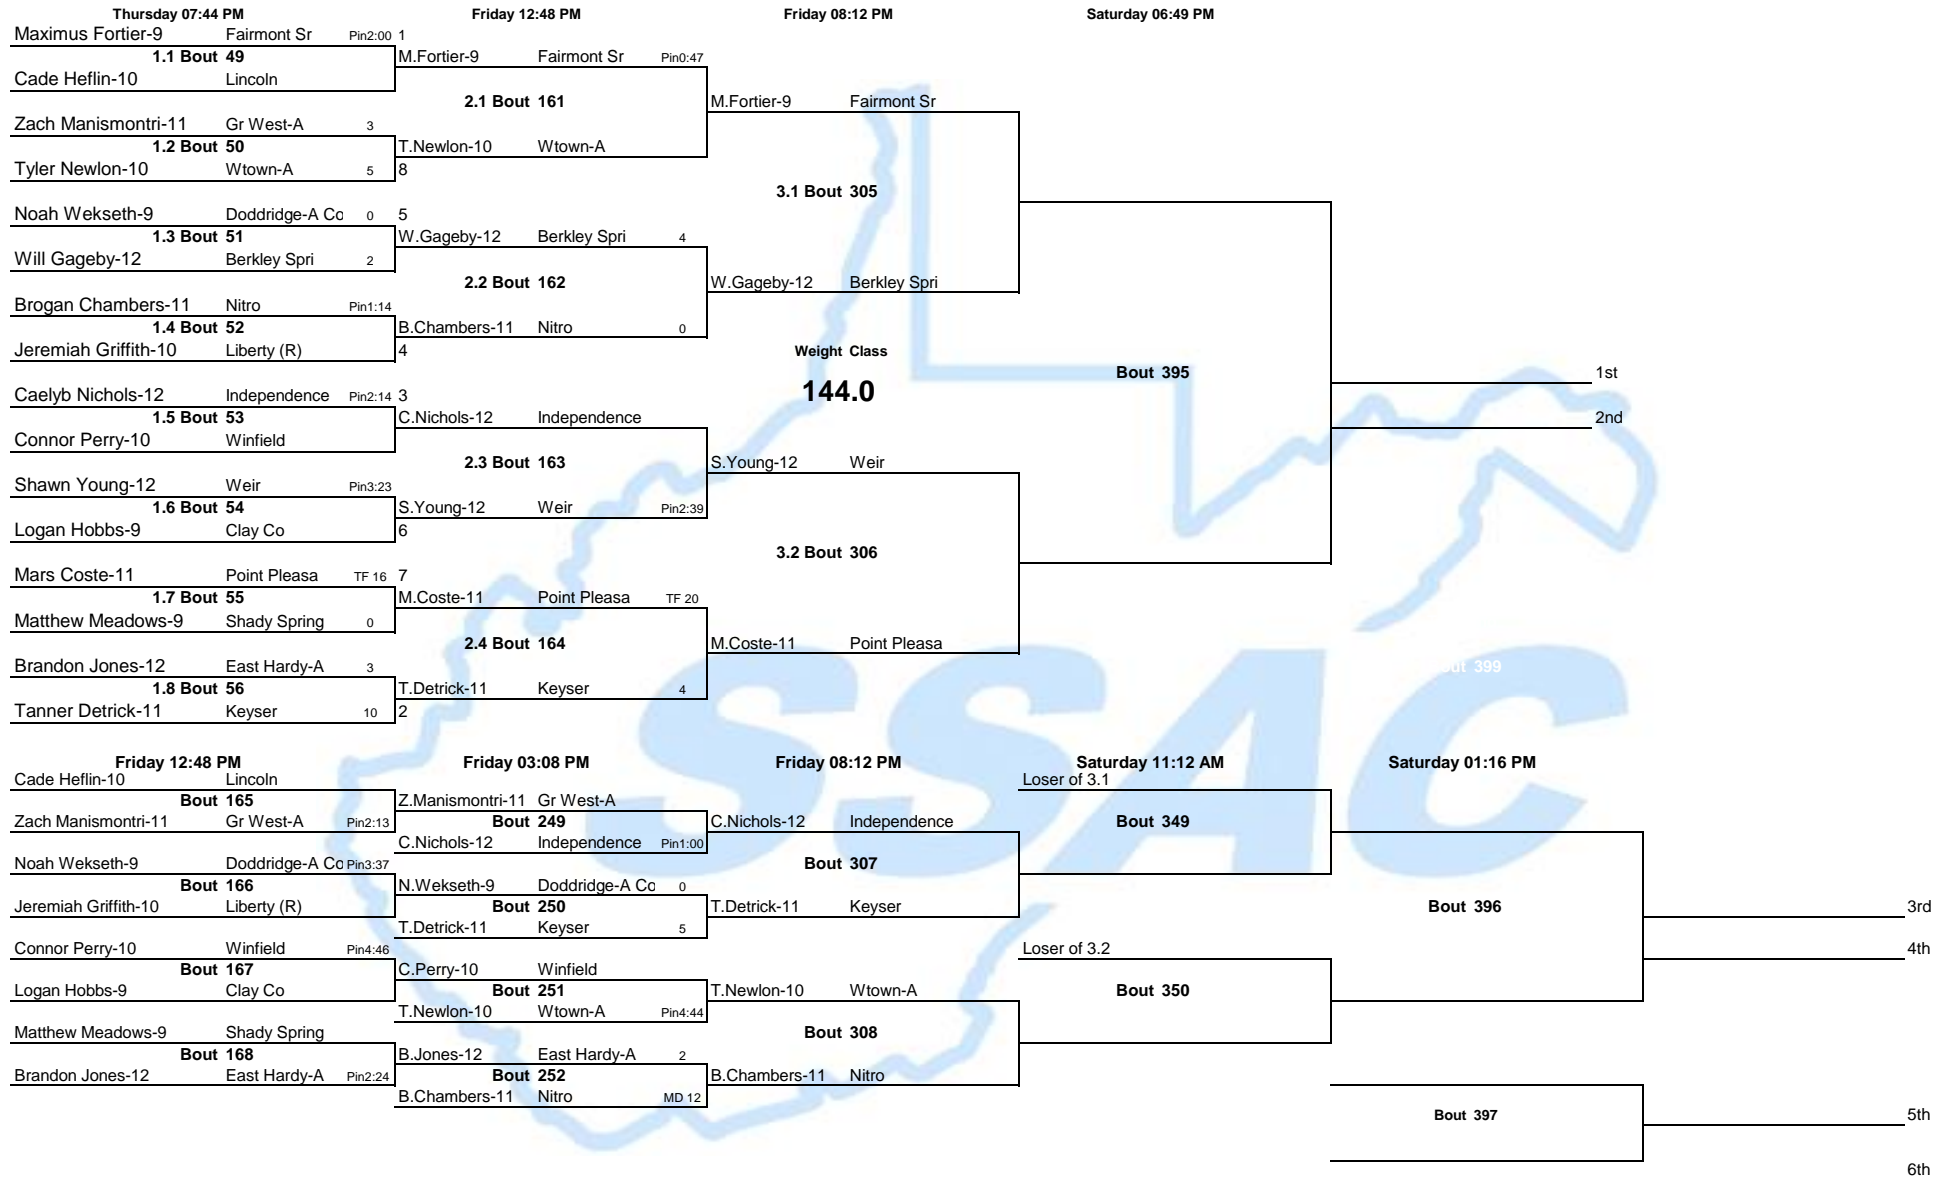 Thursday 07:44 PM Friday 12:48 PM Friday 08:12 PM Saturday 06:49 PM
Maximus Fortier-9 Fairmont Sr Pin2:00 1
1.1 Bout 49 M.Fortier-9 Fairmont Sr Pin0:47
Cade Heflin-10 Lincoln
2.1 Bout 161 M.Fortier-9 Fairmont Sr
Zach Manismontri-11 Gr West-A 3
1.2 Bout 50 T.Newlon-10 Wtown-A
Tyler Newlon-10 Wtown-A 5 8
3.1 Bout 305
Noah Wekseth-9 Doddridge-A Co 0 5
1.3 Bout 51 W.Gageby-12 Berkley Spri 4
Will Gageby-12 Berkley Spri 2
2.2 Bout 162 W.Gageby-12 Berkley Spri
Brogan Chambers-11 Nitro Pin1:14
1.4 Bout 52 B.Chambers-11 Nitro 0
Jeremiah Griffith-10 Liberty (R) 4 Weight Class
Bout 395 1st
Caelyb Nichols-12 Independence Pin2:14 3 144.0
1.5 Bout 53 C.Nichols-12 Independence 2nd
Connor Perry-10 Winfield
2.3 Bout 163 S.Young-12 Weir
Shawn Young-12 Weir Pin3:23
1.6 Bout 54 S.Young-12 Weir Pin2:39
Logan Hobbs-9 Clay Co 6
3.2 Bout 306
Mars Coste-11 Point Pleasa TF 16 7
1.7 Bout 55 M.Coste-11 Point Pleasa TF 20
Matthew Meadows-9 Shady Spring 0
2.4 Bout 164 M.Coste-11 Point Pleasa
Brandon Jones-12 East Hardy-A 3 399
1.8 Bout 56 T.Detrick-11 Keyser 4
Tanner Detrick-11 Keyser 10 2
SSAC
Friday 12:48 PM Friday 03:08 PM Friday 08:12 PM Saturday 11:12 AM Saturday 01:16 PM
Cade Heflin-10 Lincoln Loser of 3.1
Bout 165 Z.Manismontri-11 Gr West-A
Zach Manismontri-11 Gr West-A Pin2:13 Bout 249 C.Nichols-12 Independence Bout 349
C.Nichols-12 Independence Pin1:00
Noah Wekseth-9 Doddridge-A Co Pin3:37 Bout 307
Bout 166 N.Wekseth-9 Doddridge-A Co 0
Jeremiah Griffith-10 Liberty (R) Bout 250 T.Detrick-11 Keyser Bout 396 3rd
T.Detrick-11 Keyser 5
Connor Perry-10 Winfield Pin4:46 Loser of 3.2 4th
Bout 167 C.Perry-10 Winfield
Logan Hobbs-9 Clay Co Bout 251 T.Newlon-10 Wtown-A Bout 350
T.Newlon-10 Wtown-A Pin4:44
Matthew Meadows-9 Shady Spring Bout 308
Bout 168 B.Jones-12 East Hardy-A 2
Brandon Jones-12 East Hardy-A Pin2:24 Bout 252 B.Chambers-11 Nitro
B.Chambers-11 Nitro MD 12
Bout 397 5th
6th